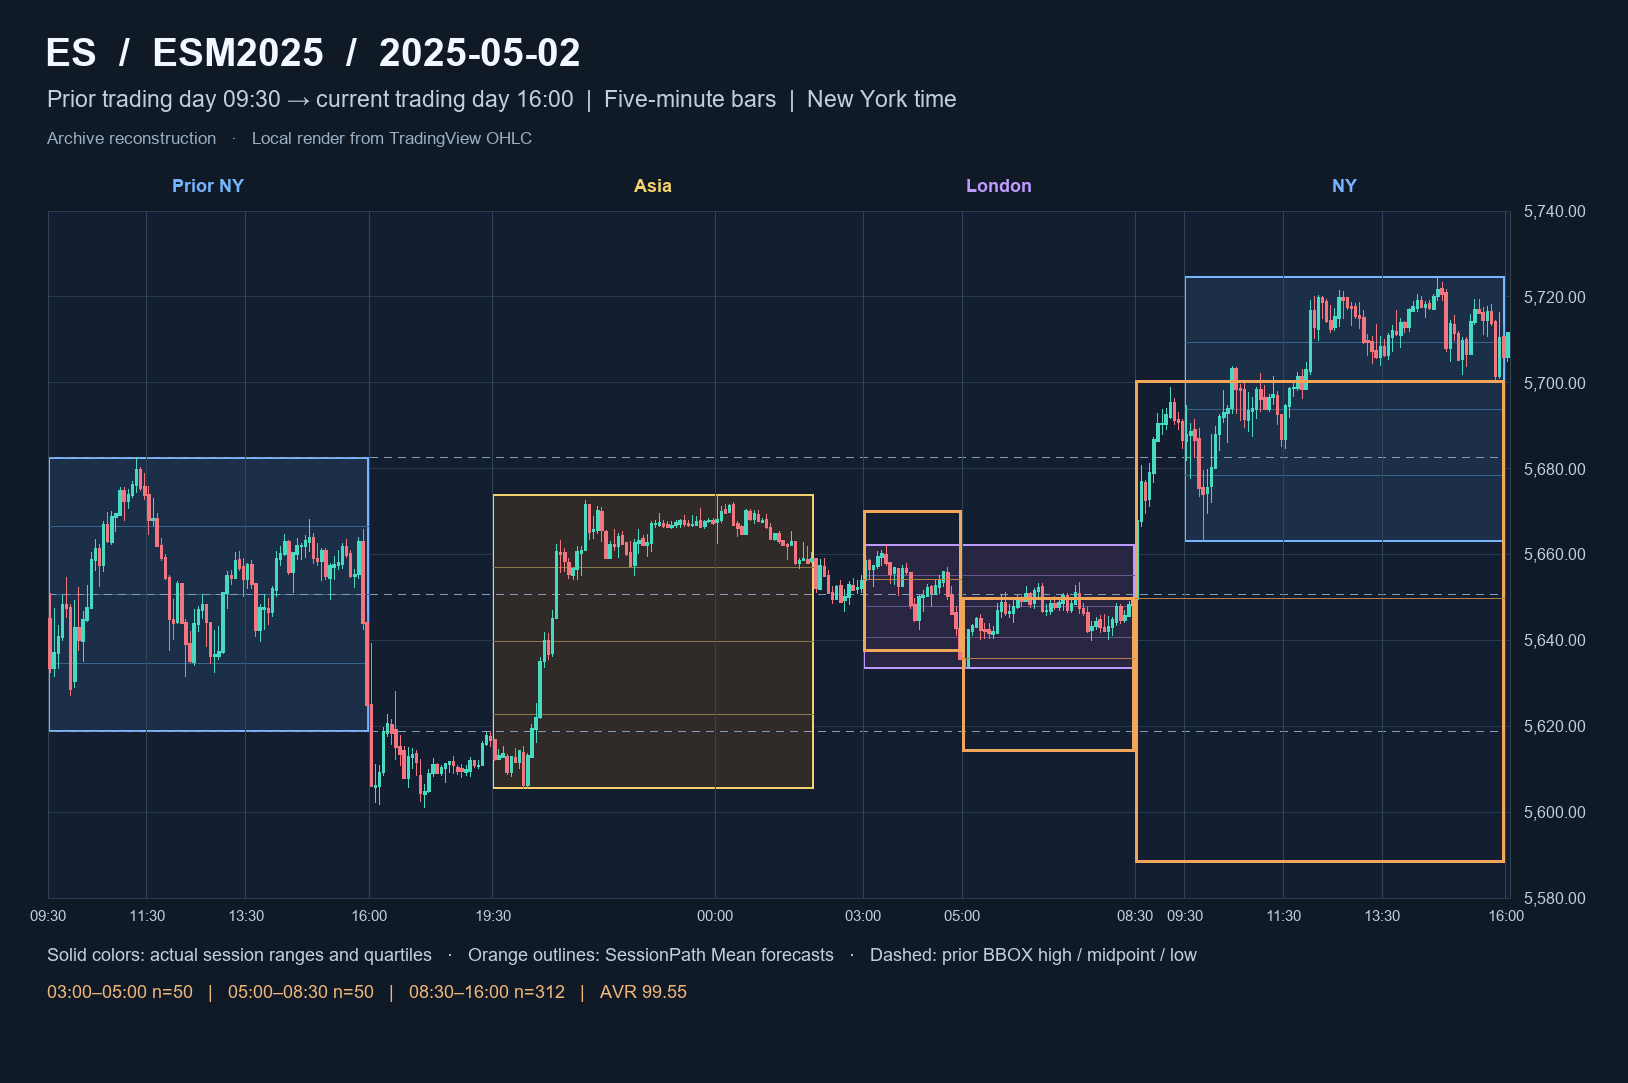 ES / ESM2025 / 2025-05-02
Prior trading day 09:30 → current trading day 16:00 | Five-minute bars | New York time
Archive reconstruction · Local render from TradingView OHLC
Prior NY Asia London NY
5,740.00
5,720.00
5,700.00
5,680.00
5,660.00
5,640.00
5,620.00
5,600.00
5,580.00
09:30 11:30 13:30 16:00 19:30 00:00 03:00 05:00 08:30 09:30 11:30 13:30 16:00
Solid colors: actual session ranges and quartiles · Orange outlines: SessionPath Mean forecasts · Dashed: prior BBOX high / midpoint / low
03:00–05:00 n=50 | 05:00–08:30 n=50 | 08:30–16:00 n=312 | AVR 99.55